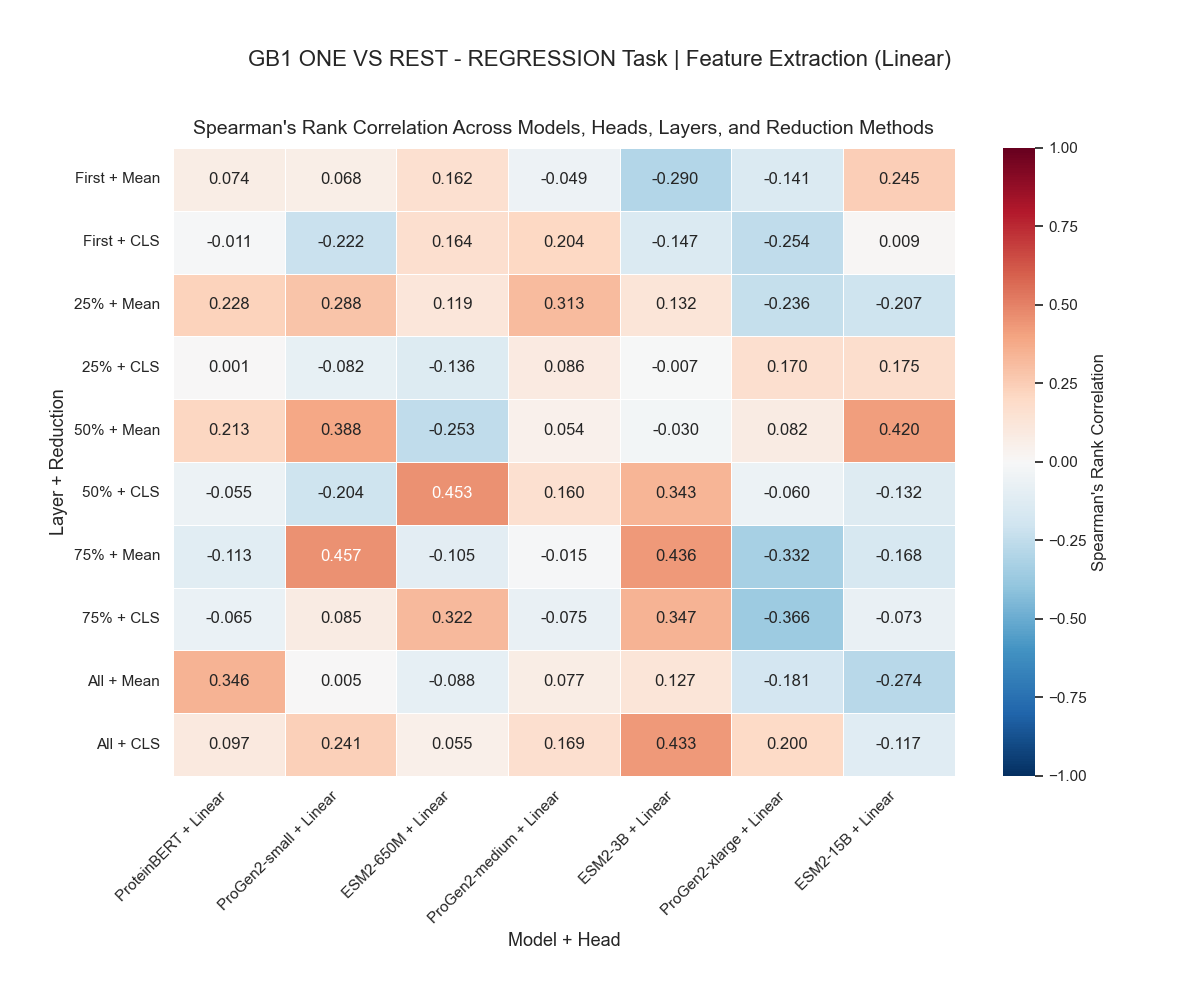 GB1 ONE VS REST - REGRESSION Task | Feature Extraction (Linear)
Spearman's Rank Correlation Across Models, Heads, Layers, and Reduction Methods
Layer + Reduction
First + Mean 0.074 0.068 0.162 -0.049 -0.290 -0.141 0.245
First + CLS -0.011 -0.222 0.164 0.204 -0.147 -0.254 0.009
25% + Mean 0.228 0.288 0.119 0.313 0.132 -0.236 -0.207
25% + CLS 0.001 -0.082 -0.136 0.086 -0.007 0.170 0.175
50% + Mean 0.213 0.388 -0.253 0.054 -0.030 0.082 0.420
50% + CLS -0.055 -0.204 0.453 0.160 0.343 -0.060 -0.132
75% + Mean -0.113 0.457 -0.105 -0.015 0.436 -0.332 -0.168
75% + CLS -0.065 0.085 0.322 -0.075 0.347 -0.366 -0.073
All + Mean 0.346 0.005 -0.088 0.077 0.127 -0.181 -0.274
All + CLS 0.097 0.241 0.055 0.169 0.433 0.200 -0.117
ProteinBERT + Linear
ProGen2-small + Linear
ESM2-650M + Linear
ProGen2-medium + Linear
ESM2-3B + Linear
ProGen2-xlarge + Linear
ESM2-15B + Linear
Model + Head
1.00
0.75
0.50
0.25
0.00
−0.25
−0.50
−0.75
−1.00
Spearman's Rank Correlation